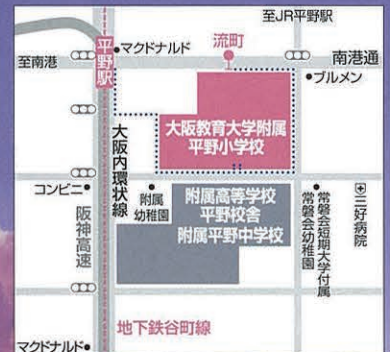 至JR平野駅
マクドナルド
流町
平野駅
至南港
南港通
ブルメン
大阪教育大学附属
平野小学校
大阪内環状線
コンビニ
附属
幼稚園
附属高等学校
平野校舎
附属平野中学校
常磐会短期大学付属
常磐会幼稚園
三好病院
阪神高速
地下鉄谷町線
マクドナルド